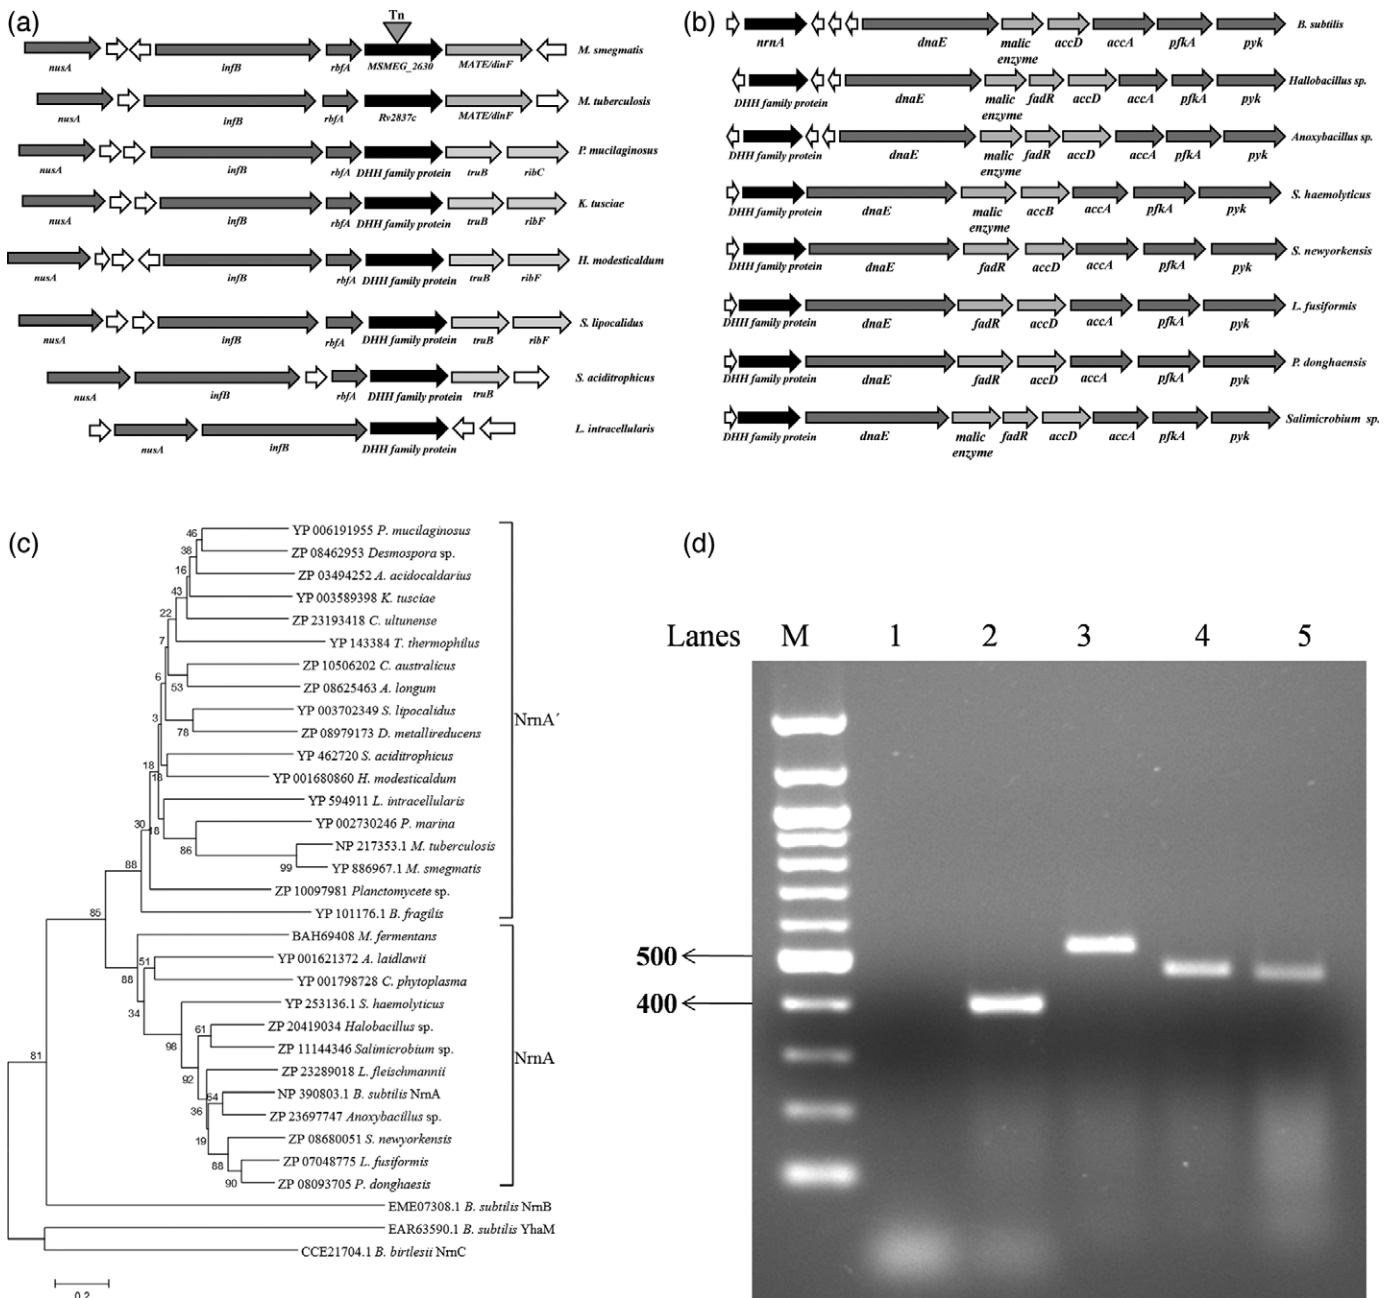 (a)
Tn
nusA infB rbfA MSMEG_2630 MATE/dinF M. smegmatis
nusA infB rbfA Rv2837c MATE/dinF M. tuberculosis
nusA infB rbfA DHH family protein truB ribC P. mucilaginosus
nusA infB rbfA DHH family protein truB ribF K. tusciae
nusA infB rbfA DHH family protein truB ribF H. modesticaldum
nusA infB rbfA DHH family protein truB ribF S. lipocalidus
nusA infB rbfA DHH family protein truB S. aciditrophicus
nusA infB DHH family protein L. intracellularis
(b)
nrnA dnaE malic enzyme accD accA pfkA pyk B. subtilis
DHH family protein dnaE malic enzyme fadR accD accA pfkA pyk Hallobacillus sp.
DHH family protein dnaE malic enzyme fadR accD accA pfkA pyk Anoxybacillus sp.
DHH family protein dnaE malic enzyme accB accA pfkA pyk S. haemolyticus
DHH family protein dnaE fadR accD accA pfkA pyk S. newyorkensis
DHH family protein dnaE fadR accD accA pfkA pyk L. fusiformis
DHH family protein dnaE fadR accD accA pfkA pyk P. donghaensis
DHH family protein dnaE malic enzyme fadR accD accA pfkA pyk Salimicrobium sp.
(c)
46 YP 006191955 P. mucilaginosus
38 ZP 08462953 Desmospora sp.
16 ZP 03494252 A. acidocaldarius
43 YP 003589398 K. tusciae
22 ZP 23193418 C. ultunense
7 YP 143384 T. thermophilus
6 ZP 10506202 C. australicus
53 ZP 08625463 A. longum
3 YP 003702349 S. lipocalidus
NrnA´
78 ZP 08979173 D. metallireducens
18 YP 462720 S. aciditrophicus
18 YP 001680860 H. modesticaldum
YP 594911 L. intracellularis
30 18 YP 002730246 P. marina
86 NP 217353.1 M. tuberculosis
88 99 YP 886967.1 M. smegmatis
ZP 10097981 Planctomycete sp.
85 YP 101176.1 B. fragilis
BAH69408 M. fermentans
51 YP 001621372 A. laidlawii
88 YP 001798728 C. phytoplasma
34 YP 253136.1 S. haemolyticus
61 ZP 20419034 Halobacillus sp.
98 ZP 11144346 Salimicrobium sp.
NrnA
81 92 ZP 23289018 L. fleischmannii
64 NP 390803.1 B. subtilis NrnA
36 ZP 23697747 Anoxybacillus sp.
19 ZP 08680051 S. newyorkensis
88 ZP 07048775 L. fusiformis
90 ZP 08093705 P. donghaesis
EME07308.1 B. subtilis NrnB
EAR63590.1 B. subtilis YhaM
CCE21704.1 B. birtlesii NrnC
0.2
(d)
Lanes M 1 2 3 4 5
500
400